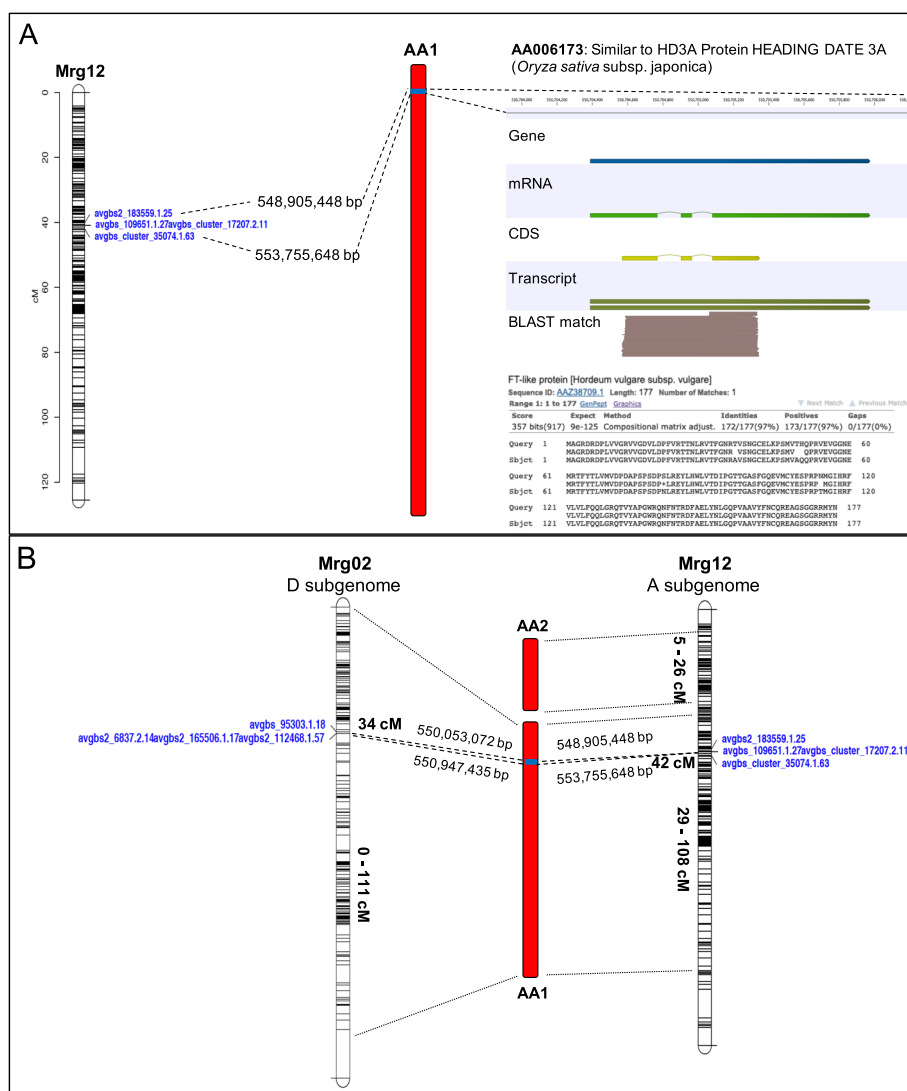 A
Mrg12
AA1
AA006173: Similar to HD3A Protein HEADING DATE 3A
(Oryza sativa subsp. japonica)
0
20
40
60
80
100
120
cM
avgbs2_183559.1.25
avgbs_109651.1.27avgbs_cluster_17207.2.11
avgbs_cluster_35074.1.63
548,905,448 bp
553,755,648 bp
Gene
mRNA
CDS
Transcript
BLAST match
FT-like protein [Hordeum vulgare subsp. vulgare]
Sequence ID: AAZ38709.1 Length: 177 Number of Matches: 1
Range 1: 1 to 177 GenPept Graphics Next Match Previous Match
Score Expect Method Identities Positives Gaps
357 bits(917) 9e-125 Compositional matrix adjust. 172/177(97%) 173/177(97%) 0/177(0%)
Query 1 MAGRDRDPLVVGRVVGDVLDPFVRTTNLRVTFGNRTVSNGCELKPSMVTHQPRVEVGGNE 60
MAGRDRDPLVVGRVVGDVLDPFVRTTNLRVTFGNR VSNGCELKPSMV QPRVEVGGNE
Sbjct 1 MAGRDRDPLVVGRVVGDVLDPFVRTTNLRVTFGNRAVSNGCELKPSMVAQQPRVEVGGNE 60
Query 61 MRTFYTLVMVDPDAPSPSDPSLREYLHWLVTDIPGTTGASFGQEVMCYESPRPNMGIHRF 120
MRTFYTLVMVDPDAPSPSDP+LREYLHWLVTDIPGTTGASFGQEVMCYESPRP MGIHRF
Sbjct 61 MRTFYTLVMVDPDAPSPSDPNLREYLHWLVTDIPGTTGASFGQEVMCYESPRPTMGIHRF 120
Query 121 VLVLFQQLGRQTVYAPGWRQNFNTRDFAELYNLGQPVAAVYFNCQREAGSGGRRMYN 177
VLVLFQQLGRQTVYAPGWRQNFNTRDFAELYNLGQPVAAVYFNCQREAGSGGRRMYN
Sbjct 121 VLVLFQQLGRQTVYAPGWRQNFNTRDFAELYNLGQPVAAVYFNCQREAGSGGRRMYN 177
B
Mrg02
D subgenome
Mrg12
A subgenome
AA2
5 - 26 cM
avgbs_95303.1.18
avgbs2_6837.2.14avgbs2_165506.1.17avgbs2_112468.1.57
34 cM
550,053,072 bp
550,947,435 bp
548,905,448 bp
553,755,648 bp
42 cM
avgbs2_183559.1.25
avgbs_109651.1.27avgbs_cluster_17207.2.11
avgbs_cluster_35074.1.63
0 - 111 cM
29 - 108 cM
AA1